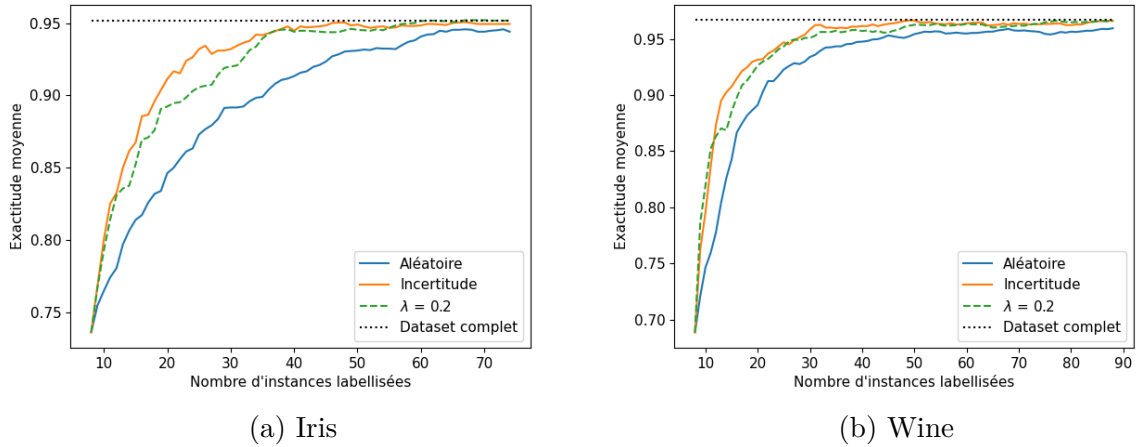 0.95
0.90
0.85
0.80
0.75
Exactitude moyenne
Aléatoire
Incertitude
λ = 0.2
Dataset complet
10 20 30 40 50 60 70
Nombre d'instances labellisées
(a) Iris
0.95
0.90
0.85
0.80
0.75
0.70
Exactitude moyenne
Aléatoire
Incertitude
λ = 0.2
Dataset complet
10 20 30 40 50 60 70 80 90
Nombre d'instances labellisées
(b) Wine